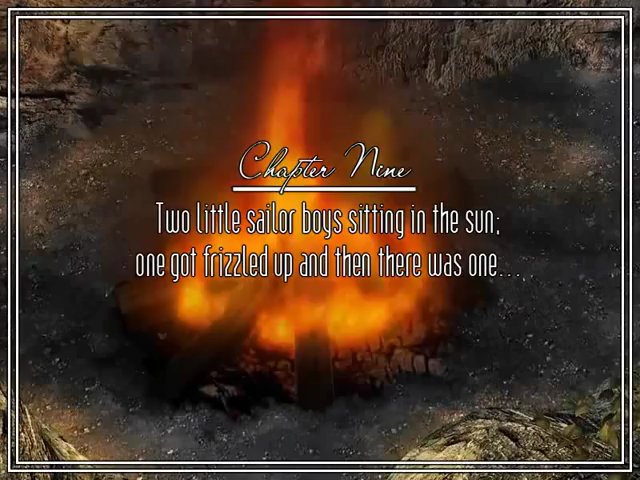 Chapter Nine
Two little sailor boys sitting in the sun;
one got frizzled up and then there was one...